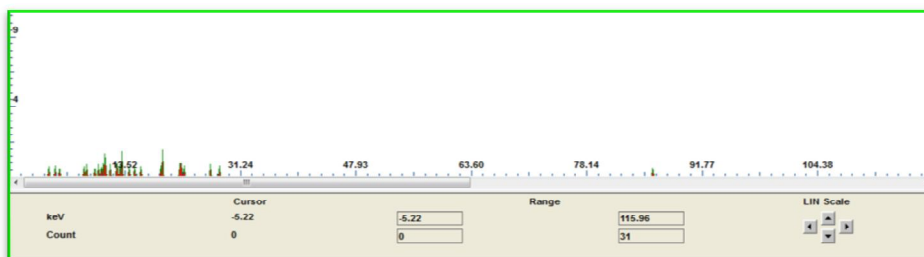 9
4
13.52 31.24 47.93 63.60 78.14 91.77 104.38
Cursor Range LIN Scale
keV -5.22 -5.22 115.96
Count 0 0 31